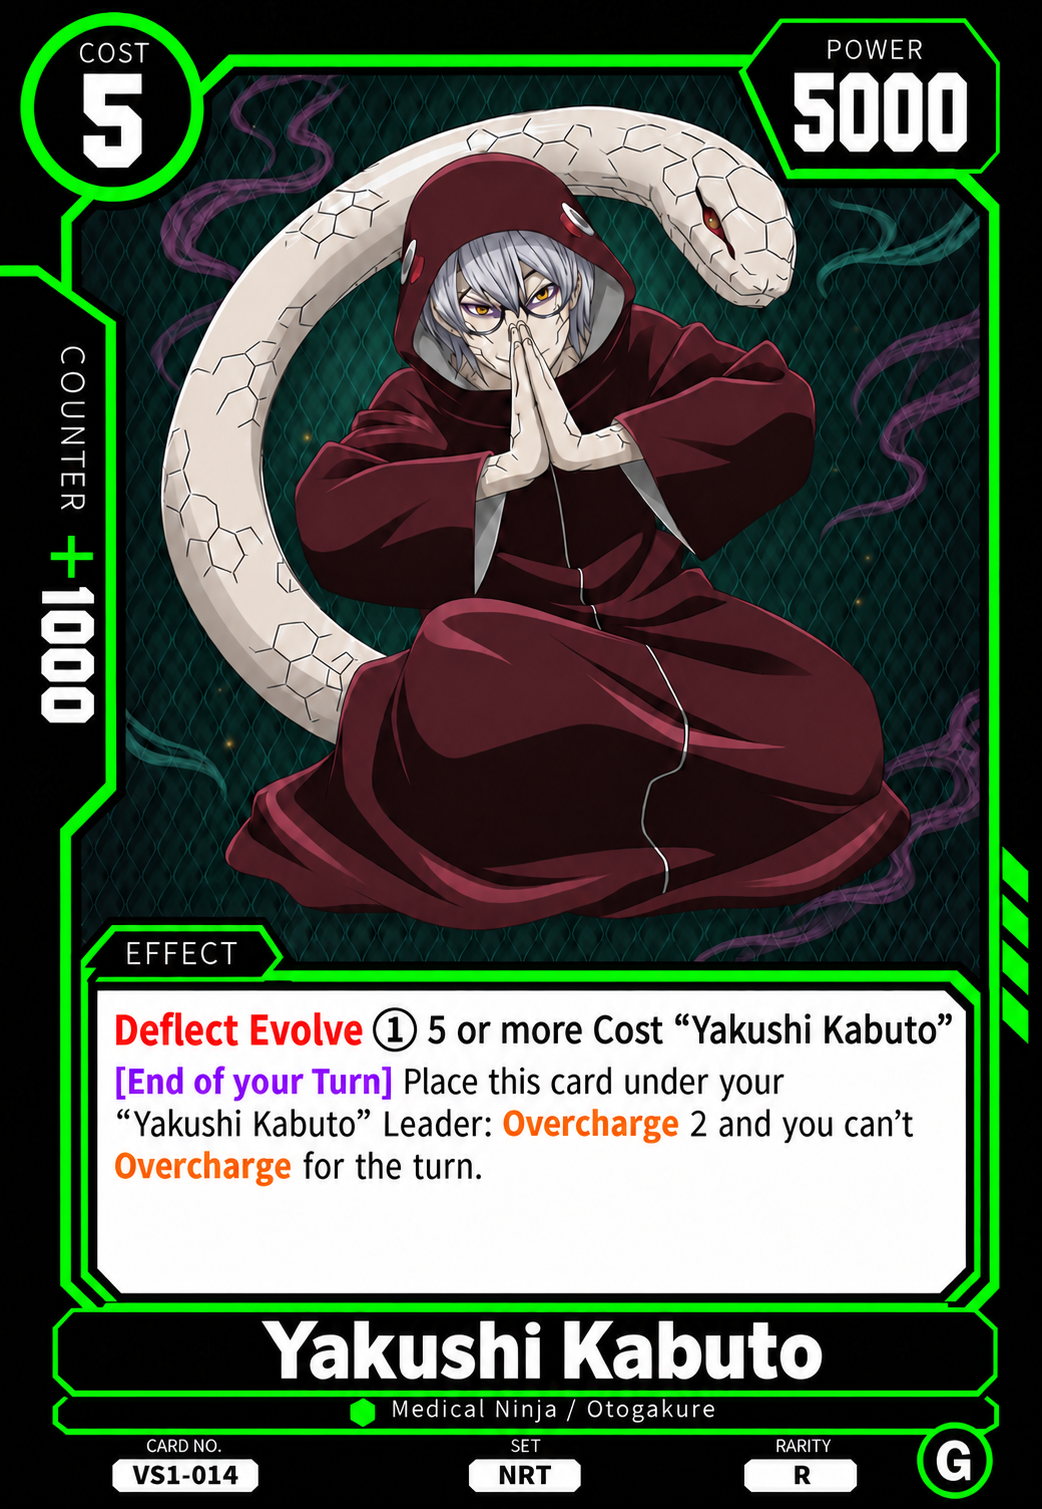 COST
5
POWER
5000
COUNTER
+1000
EFFECT
Deflect Evolve ① 5 or more Cost “Yakushi Kabuto”
[End of your Turn] Place this card under your
“Yakushi Kabuto” Leader: Overcharge 2 and you can’t
Overcharge for the turn.
Yakushi Kabuto
Medical Ninja / Otogakure
CARD NO.
VS1-014
SET
NRT
RARITY
R
G